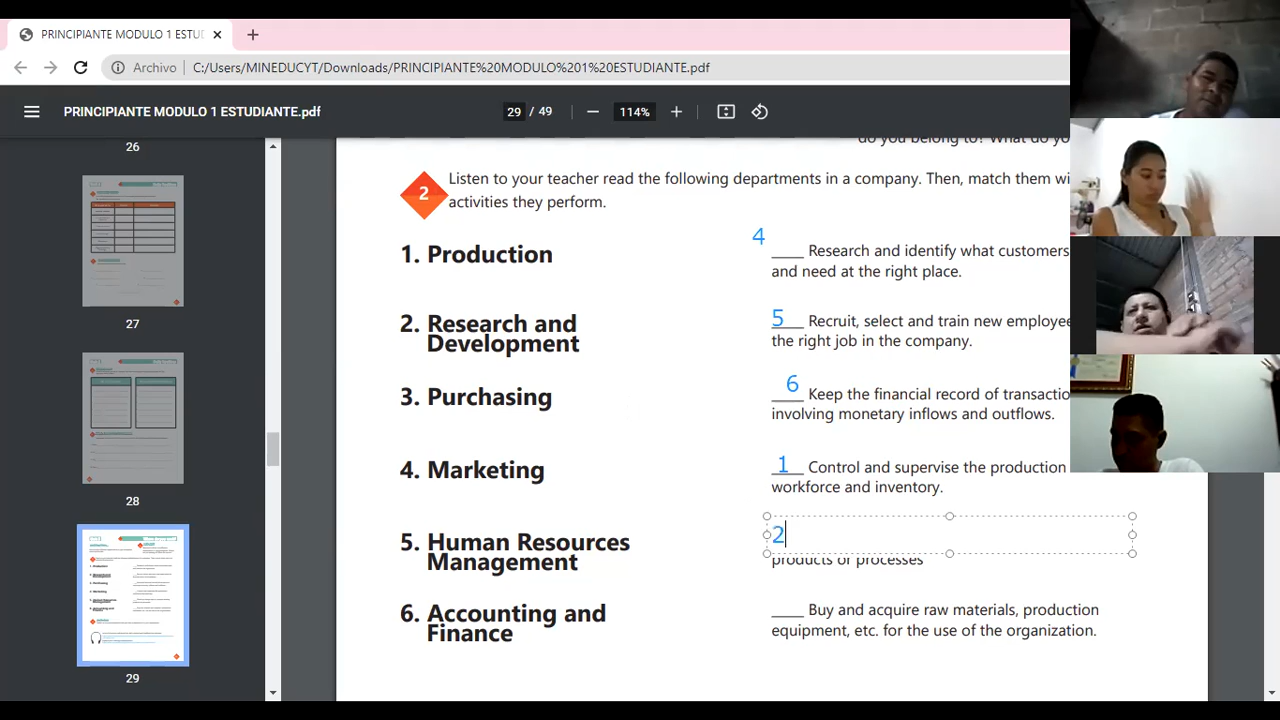 PRINCIPIANTE MODULO 1 ESTU
Archivo
C:/Users/MINEDUCYT/Downloads/PRINCIPIANTE%20MODULO%201%20ESTUDIANTE.pdf
PRINCIPIANTE MODULO 1 ESTUDIANTE.pdf
29 / 49
114%
26
27
28
29
do you belong to? What do yo
2
Listen to your teacher read the following departments in a company. Then, match them wi
activities they perform.
1. Production
2. Research and
Development
3. Purchasing
4. Marketing
5. Human Resources
Management
6. Accounting and
Finance
4
____ Research and identify what customers
and need at the right place.
5
____ Recruit, select and train new employee
the right job in the company.
6
____ Keep the financial record of transactio
involving monetary inflows and outflows.
1
____ Control and supervise the production
workforce and inventory.
2
products or processes
____ Buy and acquire raw materials, production
equipment, etc. for the use of the organization.